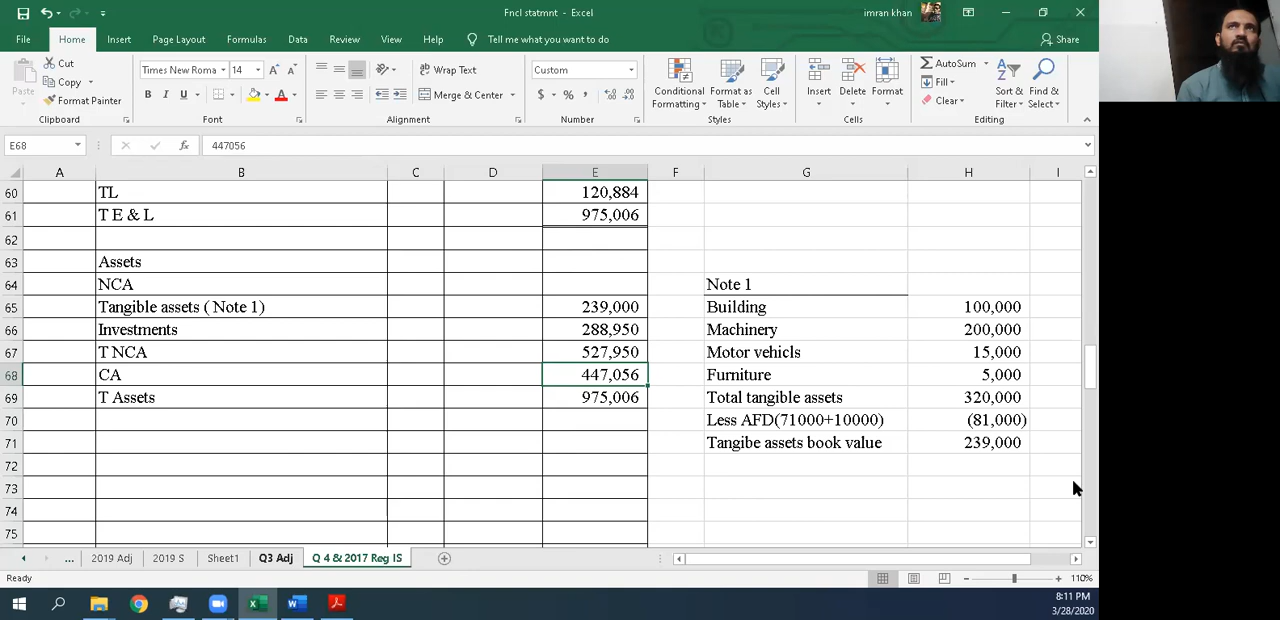 Fncl statmnt - Excel
imran khan
File Home Insert Page Layout Formulas Data Review View Help Tell me what you want to do Share
Paste
Cut
Copy
Format Painter
Clipboard
Times New Roma 14
B I U
Font
Wrap Text
Merge & Center
Alignment
Custom
$ % ,
Number
Conditional Formatting
Format as Table
Cell Styles
Styles
Insert Delete Format
Cells
AutoSum
Fill
Clear
Sort & Filter
Find & Select
Editing
E68 fx 447056
A B C D E F G H I
60 TL 120,884
61 T E & L 975,006
62
63 Assets
64 NCA Note 1
65 Tangible assets ( Note 1) 239,000 Building 100,000
66 Investments 288,950 Machinery 200,000
67 T NCA 527,950 Motor vehicls 15,000
68 CA 447,056 Furniture 5,000
69 T Assets 975,006 Total tangible assets 320,000
70 Less AFD(71000+10000) (81,000)
71 Tangibe assets book value 239,000
72
73
74
75
... 2019 Adj 2019 S Sheet1 Q3 Adj Q 4 & 2017 Reg IS
Ready 110%
8:11 PM
3/28/2020